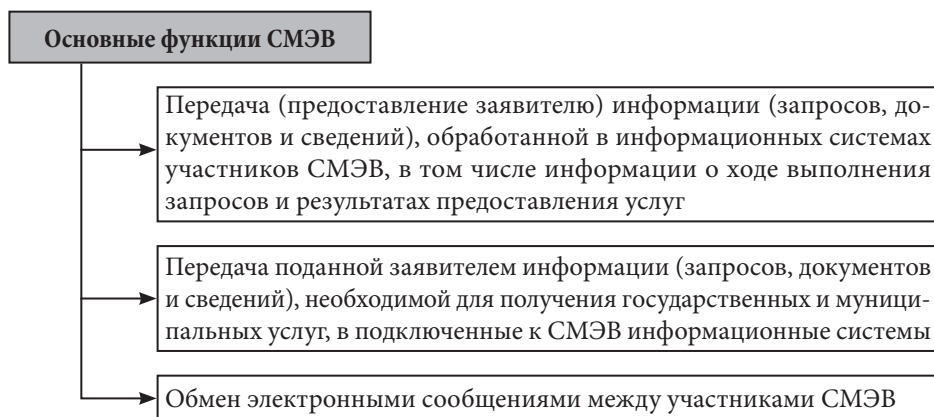 Основные функции СМЭВ
Передача (предоставление заявителю) информации (запросов, до-
кументов и сведений), обработанной в информационных системах
участников СМЭВ, в том числе информации о ходе выполнения
запросов и результатах предоставления услуг
Передача поданной заявителем информации (запросов, документов
и сведений), необходимой для получения государственных и муници-
пальных услуг, в подключенные к СМЭВ информационные системы
Обмен электронными сообщениями между участниками СМЭВ